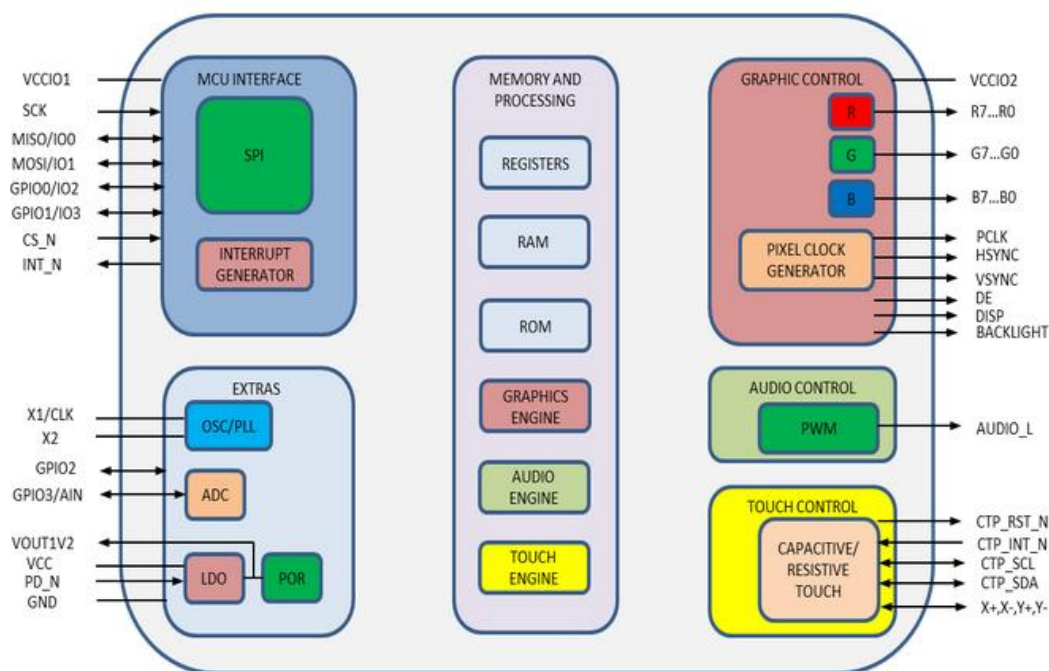 VCCIO1
SCK
MISO/IO0
MOSI/IO1
GPIO0/IO2
GPIO1/IO3
CS_N
INT_N
MCU INTERFACE
SPI
INTERRUPT
GENERATOR
X1/CLK
X2
GPIO2
GPIO3/AIN
VOUT1V2
VCC
PD_N
GND
EXTRAS
OSC/PLL
ADC
LDO
POR
MEMORY AND
PROCESSING
REGISTERS
RAM
ROM
GRAPHICS
ENGINE
AUDIO
ENGINE
TOUCH
ENGINE
GRAPHIC CONTROL
R
G
B
PIXEL CLOCK
GENERATOR
VCCIO2
R7...R0
G7...G0
B7...B0
PCLK
HSYNC
VSYNC
DE
DISP
BACKLIGHT
AUDIO CONTROL
PWM
AUDIO_L
TOUCH CONTROL
CAPACITIVE/
RESISTIVE
TOUCH
CTP_RST_N
CTP_INT_N
CTP_SCL
CTP_SDA
X+,X-,Y+,Y-